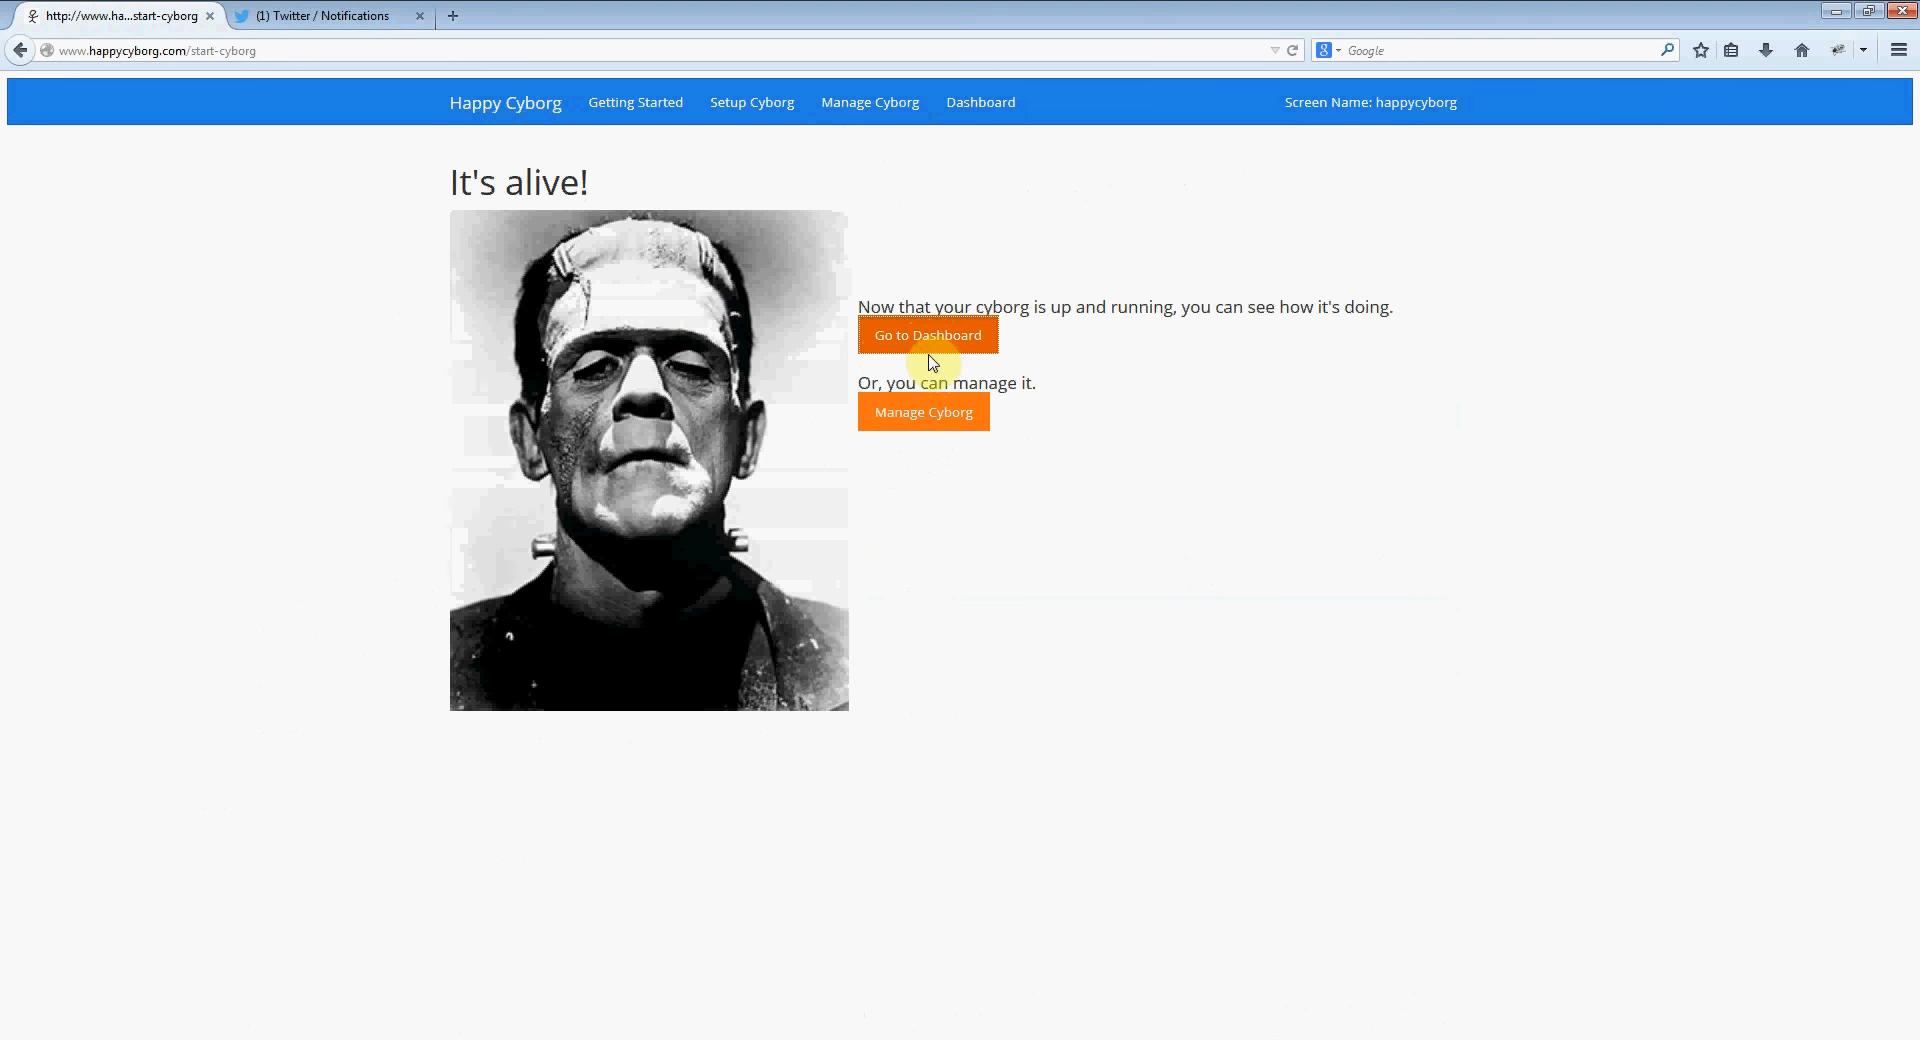 http://www.ha...start-cyborg
(1) Twitter / Notifications
www.happycyborg.com/start-cyborg
Google
Happy Cyborg
Getting Started
Setup Cyborg
Manage Cyborg
Dashboard
Screen Name: happycyborg
It's alive!
Now that your cyborg is up and running, you can see how it's doing.
Go to Dashboard
Or, you can manage it.
Manage Cyborg